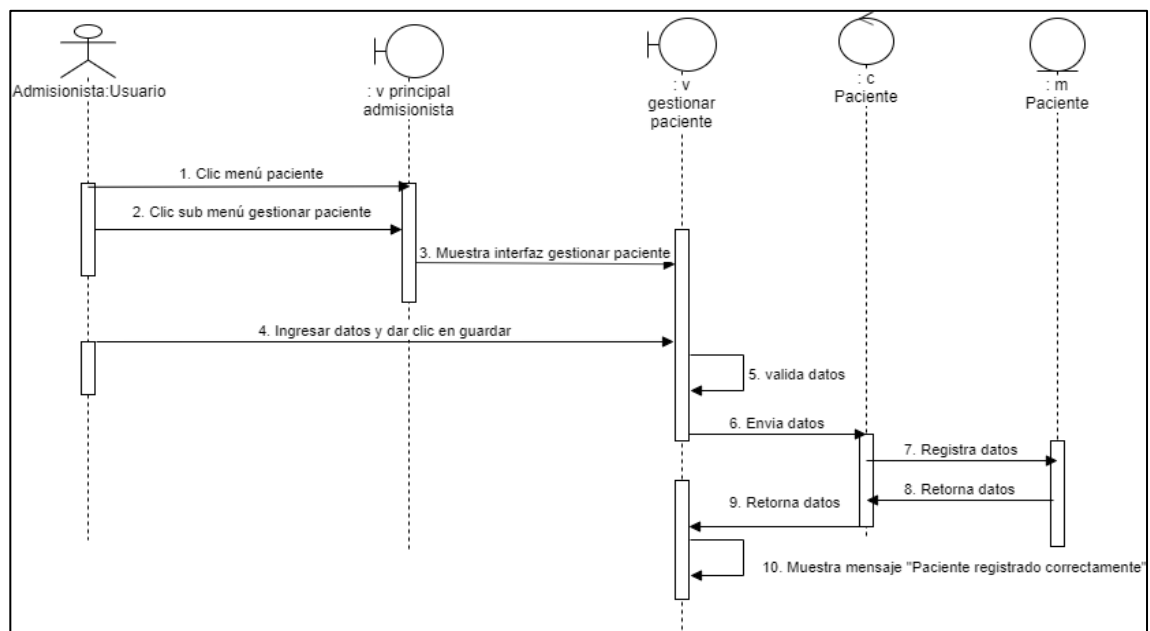 Admisionista:Usuario
: v principal
admisionista
: v
gestionar
paciente
: c
Paciente
: m
Paciente
1. Clic menú paciente
2. Clic sub menú gestionar paciente
3. Muestra interfaz gestionar paciente
4. Ingresar datos y dar clic en guardar
5. valida datos
6. Envia datos
7. Registra datos
8. Retorna datos
9. Retorna datos
10. Muestra mensaje "Paciente registrado correctamente"